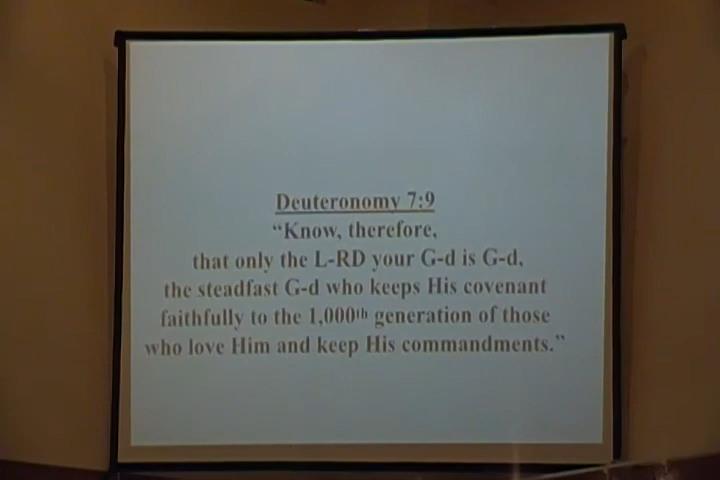 Deuteronomy 7:9
“Know, therefore,
that only the L-RD your G-d is G-d,
the steadfast G-d who keeps His covenant
faithfully to the 1,000th generation of those
who love Him and keep His commandments.”